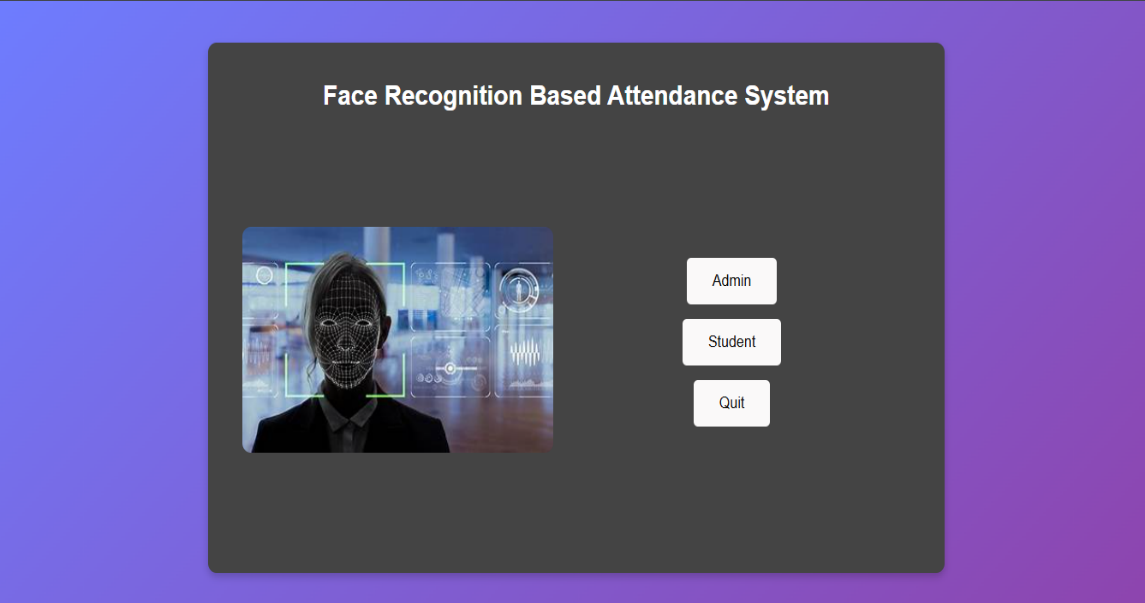 Face Recognition Based Attendance System
Admin
Student
Quit